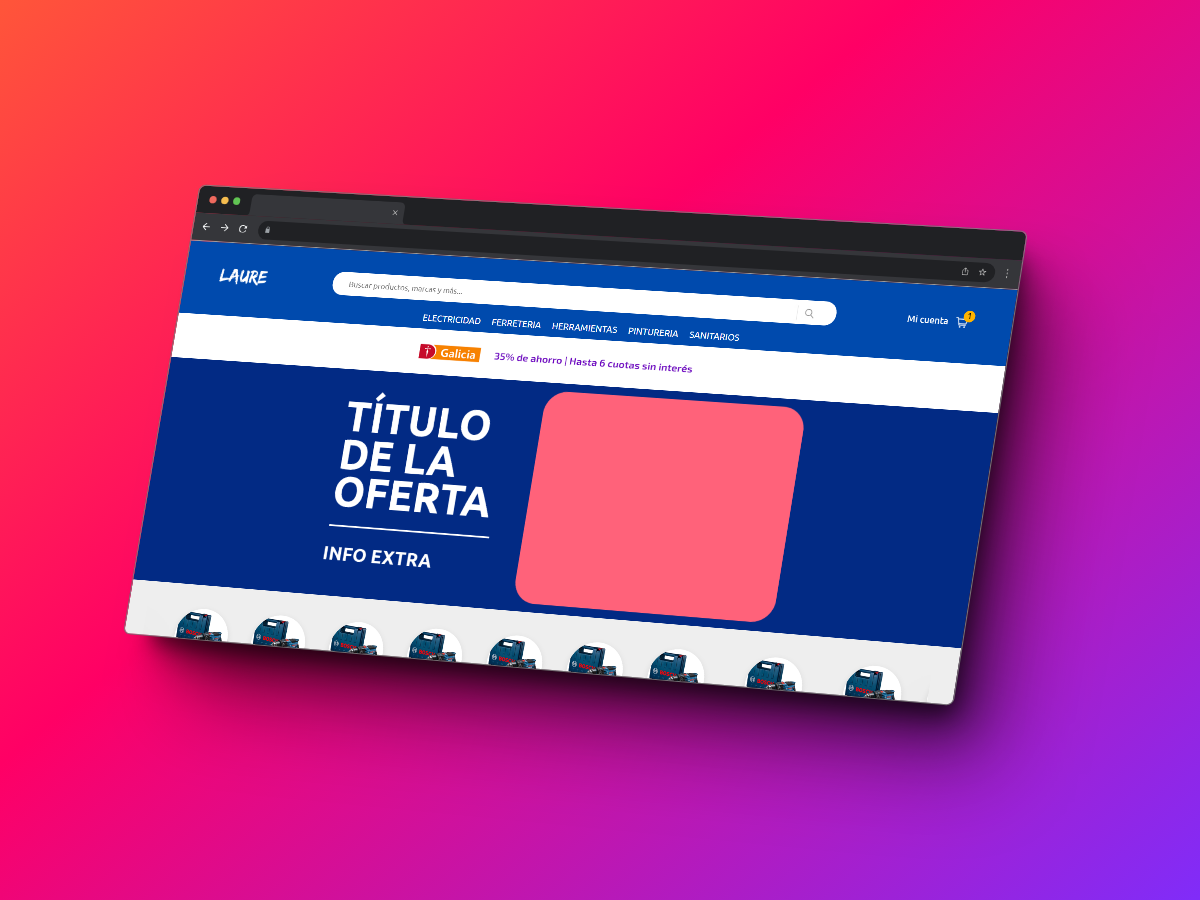 LAURE
Buscar productos, marcas y más...
Mi cuenta
1
ELECTRICIDAD FERRETERIA HERRAMIENTAS PINTURERIA SANITARIOS
Galicia
35% de ahorro | Hasta 6 cuotas sin interés
TÍTULO
DE LA
OFERTA
INFO EXTRA